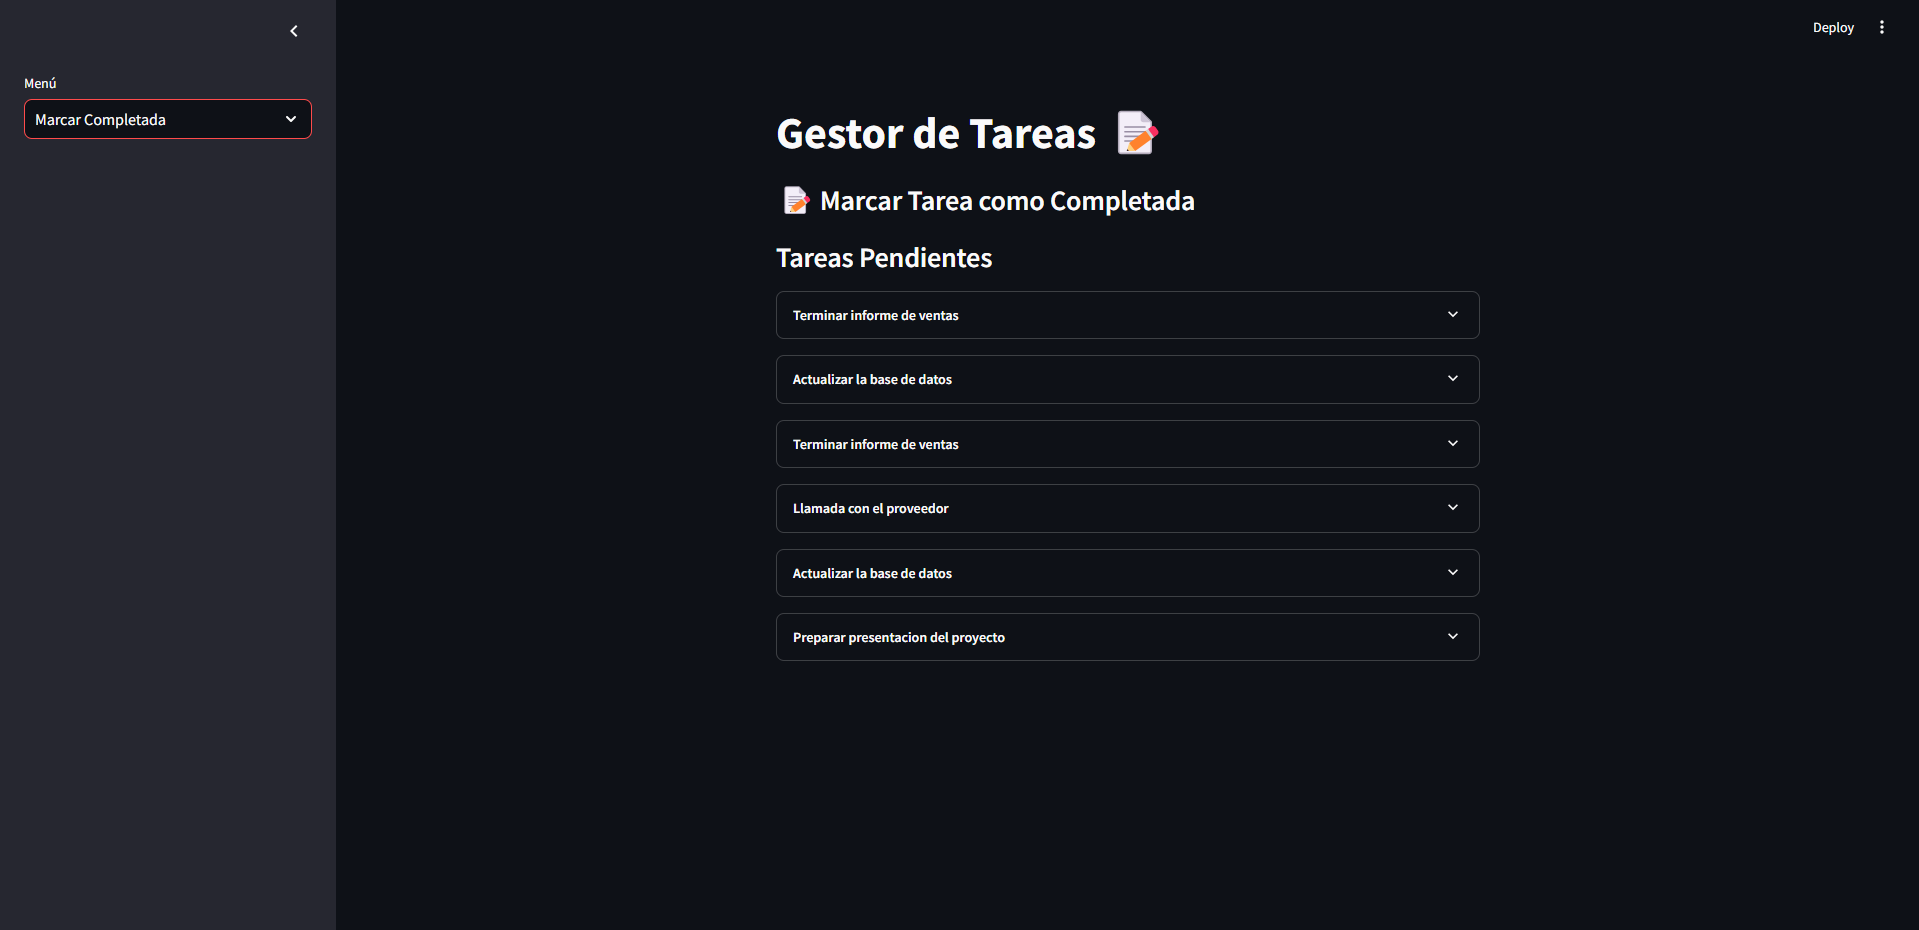 Deploy
Menú
Marcar Completada
Gestor de Tareas
Marcar Tarea como Completada
Tareas Pendientes
Terminar informe de ventas
Actualizar la base de datos
Terminar informe de ventas
Llamada con el proveedor
Actualizar la base de datos
Preparar presentacion del proyecto